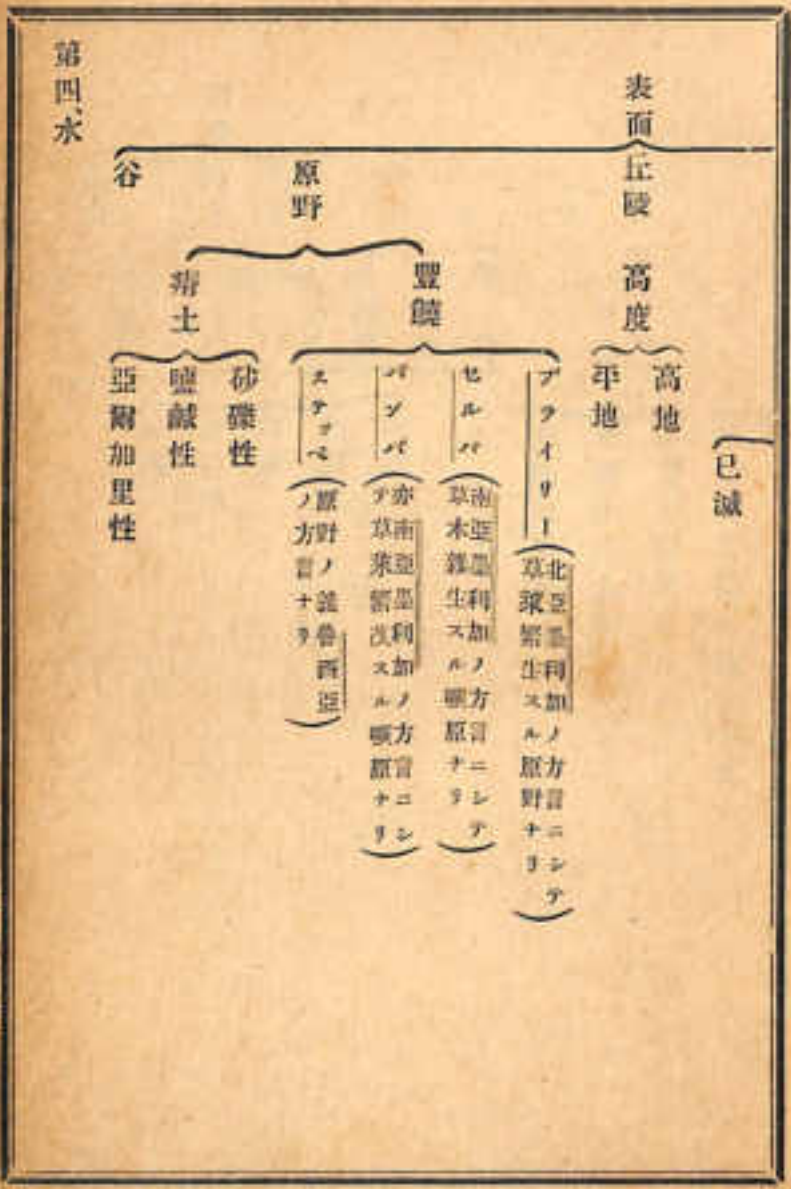 已滅
表面
丘陵
高度
高地
平地
原野
豐饒
プライリー
(北亞墨利加ノ方言ニシテ
草萊繁生スル原野ナリ)
セルバ
(南亞墨利加ノ方言ニシテ
草木雜生スル曠原ナリ)
パンパ
(亦南亞墨利加ノ方言ニシ
テ草萊繁茂スル曠原ナリ)
ステッペ
(原野ノ義魯西亞
ノ方言ナリ)
瘠土
砂礫性
鹽鹹性
亞爾加里性
谷
第四、水